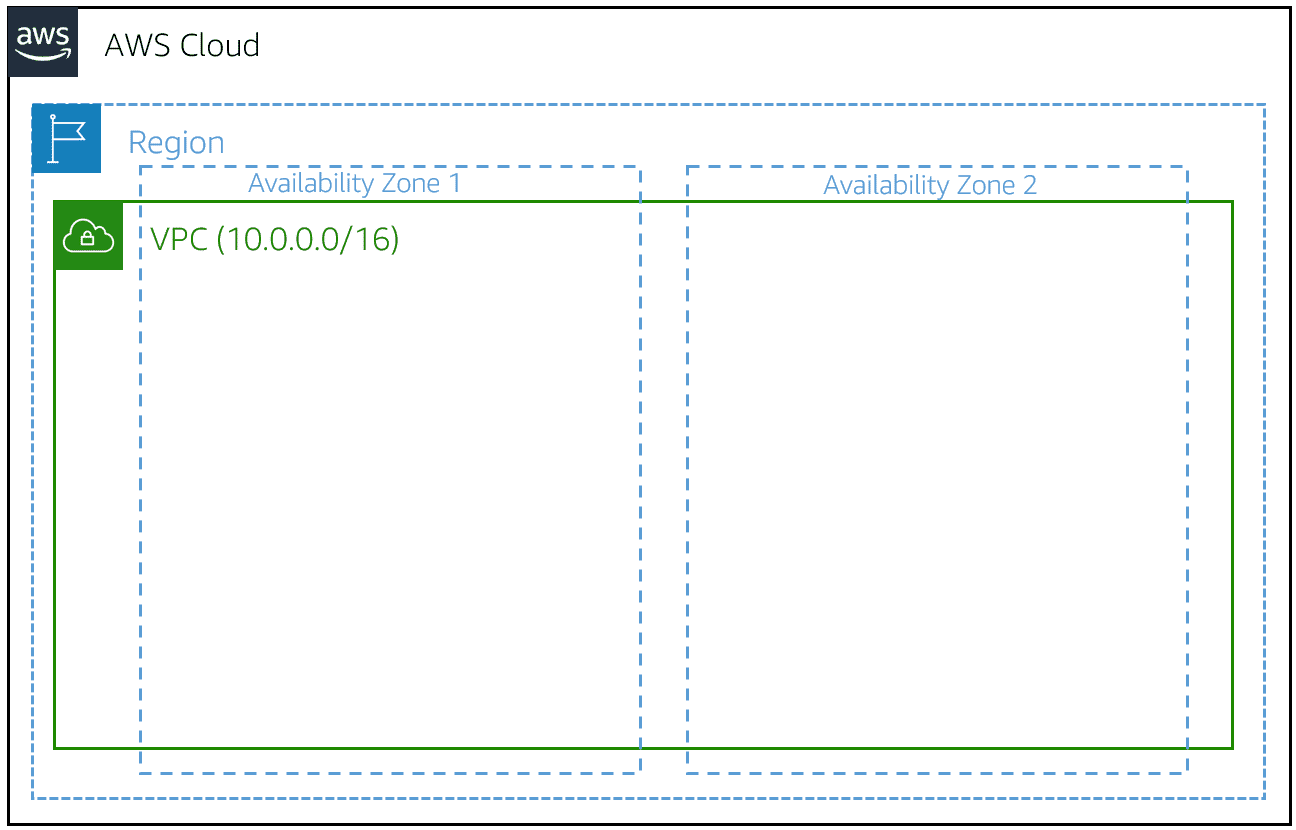 aws
AWS Cloud
Region
Availability Zone 1
Availability Zone 2
VPC (10.0.0.0/16)